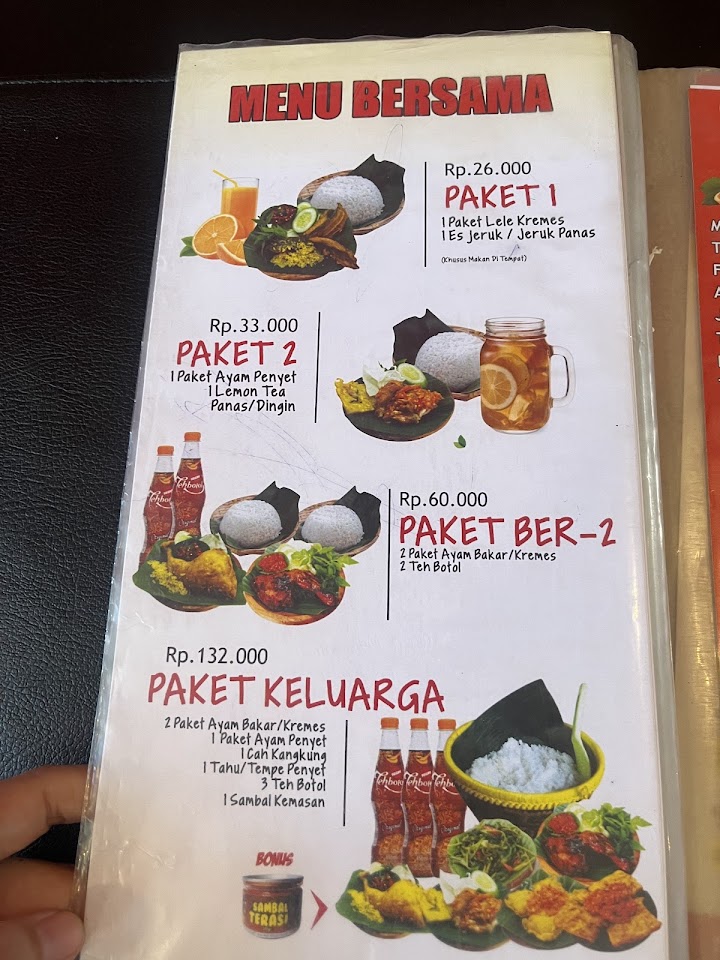 MENU BERSAMA
Rp.26.000
PAKET 1
1 Paket Lele Kremes
1 Es Jeruk / Jeruk Panas
(Khusus Makan Di Tempat)
Rp.33.000
PAKET 2
1 Paket Ayam Penyet
1 Lemon Tea
Panas/Dingin
Rp.60.000
PAKET BER-2
2 Paket Ayam Bakar/Kremes
2 Teh Botol
Rp.132.000
PAKET KELUARGA
2 Paket Ayam Bakar/Kremes
1 Paket Ayam Penyet
1 Cah Kangkung
1 Tahu/Tempe Penyet
3 Teh Botol
1 Sambal Kemasan
BONUS
SAMBAL
TERASI